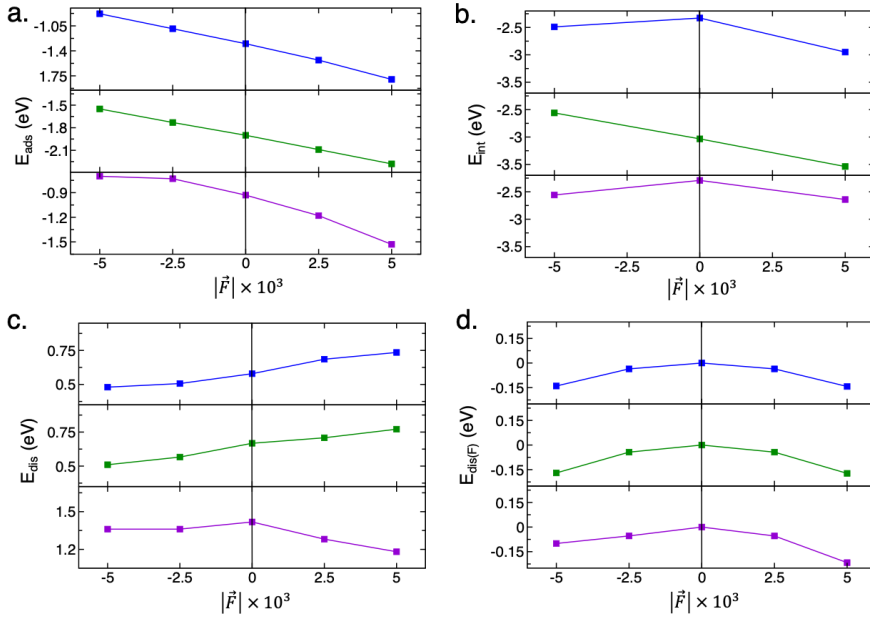 a.
-1.05
-1.4
1.75
-1.5
-1.8
-2.1
-0.9
-1.2
-1.5
E_ads (eV)
-5 -2.5 0 2.5 5
|F⃗| × 10³
b.
-2.5
-3
-3.5
-2.5
-3
-3.5
-2.5
-3
-3.5
E_int (eV)
-5 -2.5 0 2.5 5
|F⃗| × 10³
c.
0.75
0.5
0.75
0.5
1.5
1.2
E_dis (eV)
-5 -2.5 0 2.5 5
|F⃗| × 10³
d.
0.15
0
-0.15
0.15
0
-0.15
0.15
0
-0.15
E_dis(F) (eV)
-5 -2.5 0 2.5 5
|F⃗| × 10³